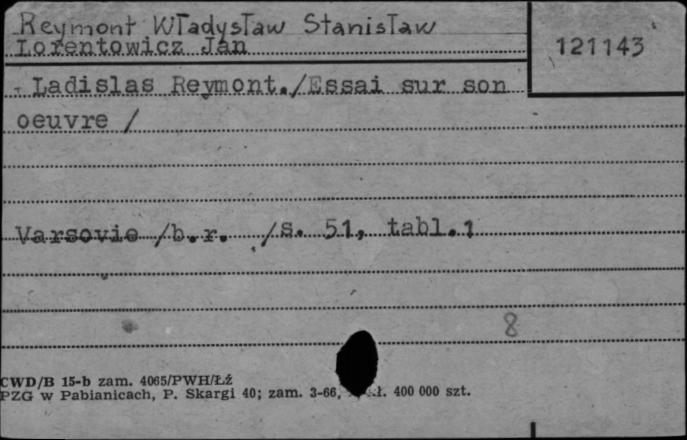 Reymont Władysław Stanisław
Lorentowicz Jan
121143
- Ladislas Reymont./Essai sur son
oeuvre /
Varsovie /b.r. /s. 51, tabl.1
8
CWD/B 15-b zam. 4065/PWH/Łź
PZG w Pabianicach, P. Skargi 40; zam. 3-66, 400 000 szt.